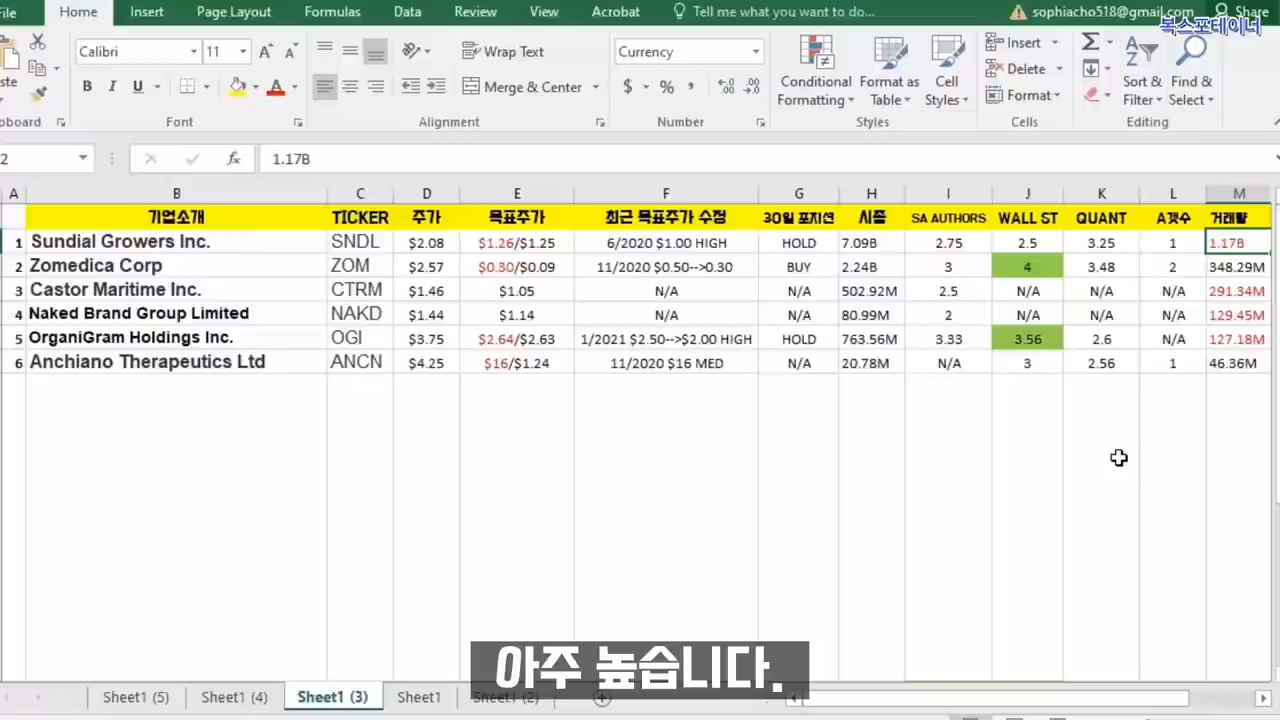 File Home Insert Page Layout Formulas Data Review View Acrobat Tell me what you want to do... sophiacho518@gmail.com Share
복스포테이너
Calibri 11 Wrap Text Currency Insert
B I U Merge & Center $ % Conditional Formatting Format as Table Cell Styles Delete Format Sort & Filter Find & Select
Font Alignment Number Styles Cells Editing
1.17B
A B C D E F G H I J K L M
기업소개 TICKER 주가 목표주가 최근 목표주가 수정 30일 포지션 시총 SA AUTHORS WALL ST QUANT A겟수 거래량
1 Sundial Growers Inc. SNDL $2.08 $1.26/$1.25 6/2020 $1.00 HIGH HOLD 7.09B 2.75 2.5 3.25 1 1.17B
2 Zomedica Corp ZOM $2.57 $0.30/$0.09 11/2020 $0.50-->0.30 BUY 2.24B 3 4 3.48 2 348.29M
3 Castor Maritime Inc. CTRM $1.46 $1.05 N/A N/A 502.92M 2.5 N/A N/A N/A 291.34M
4 Naked Brand Group Limited NAKD $1.44 $1.14 N/A N/A 80.99M 2 N/A N/A N/A 129.45M
5 OrganiGram Holdings Inc. OGI $3.75 $2.64/$2.63 1/2021 $2.50-->$2.00 HIGH HOLD 763.56M 3.33 3.56 2.6 N/A 127.18M
6 Anchiano Therapeutics Ltd ANCN $4.25 $16/$1.24 11/2020 $16 MED N/A 20.78M N/A 3 2.56 1 46.36M
아주 높습니다.
Sheet1 (5) Sheet1 (4) Sheet1 (3) Sheet1 Sheet1 (2)